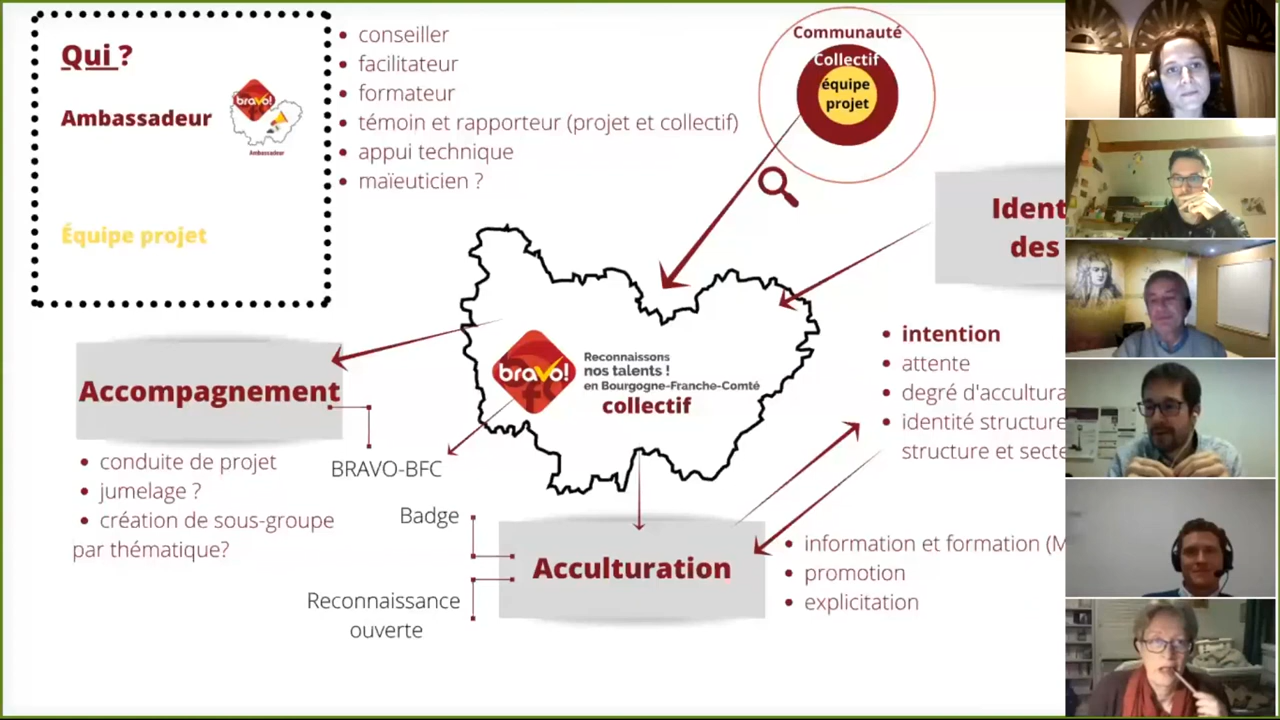 Qui ?
Ambassadeur
bravo!
Ambassadeur
Équipe projet
conseiller
facilitateur
formateur
témoin et rapporteur (projet et collectif)
appui technique
maïeuticien ?
Communauté
Collectif
équipe
projet
Ident
des
intention
attente
degré d'accultura
identité structure
structure et secte
bravo!
Reconnaissons
nos talents !
en Bourgogne-Franche-Comté
collectif
Accompagnement
conduite de projet
jumelage ?
création de sous-groupe
par thématique?
BRAVO-BFC
Badge
Reconnaissance
ouverte
Acculturation
information et formation (M
promotion
explicitation